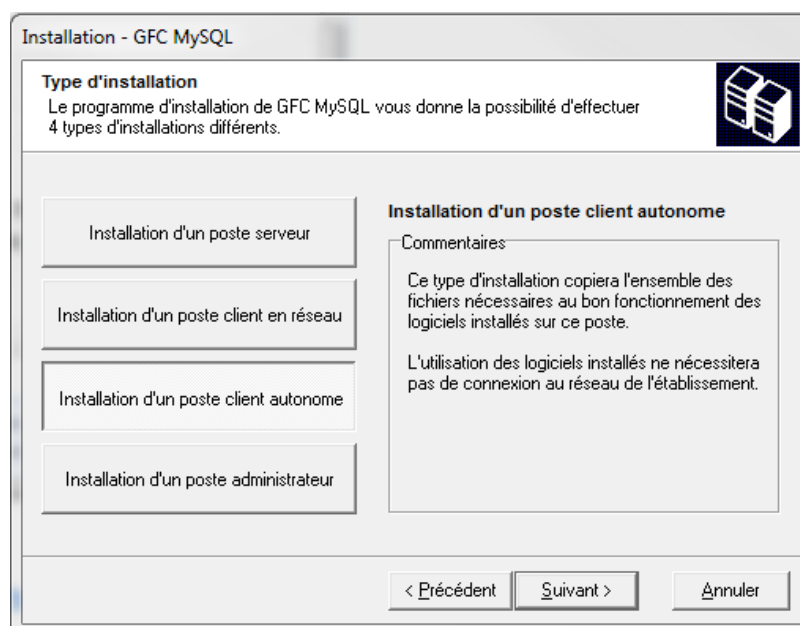 Installation - GFC MySQL
Type d'installation
Le programme d'installation de GFC MySQL vous donne la possibilité d'effectuer
4 types d'installations différents.
Installation d'un poste serveur
Installation d'un poste client en réseau
Installation d'un poste client autonome
Installation d'un poste administrateur
Installation d'un poste client autonome
Commentaires
Ce type d'installation copiera l'ensemble des
fichiers nécessaires au bon fonctionnement des
logiciels installés sur ce poste.
L'utilisation des logiciels installés ne nécessitera
pas de connexion au réseau de l'établissement.
< Précédent
Suivant >
Annuler